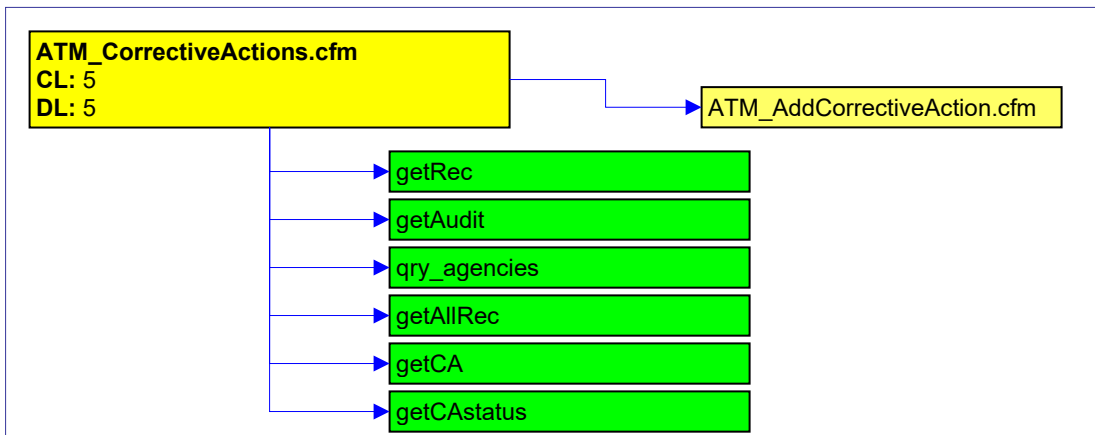 ATM_CorrectiveActions.cfm
CL: 5
DL: 5
ATM_AddCorrectiveAction.cfm
getRec
getAudit
qry_agencies
getAllRec
getCA
getCAstatus